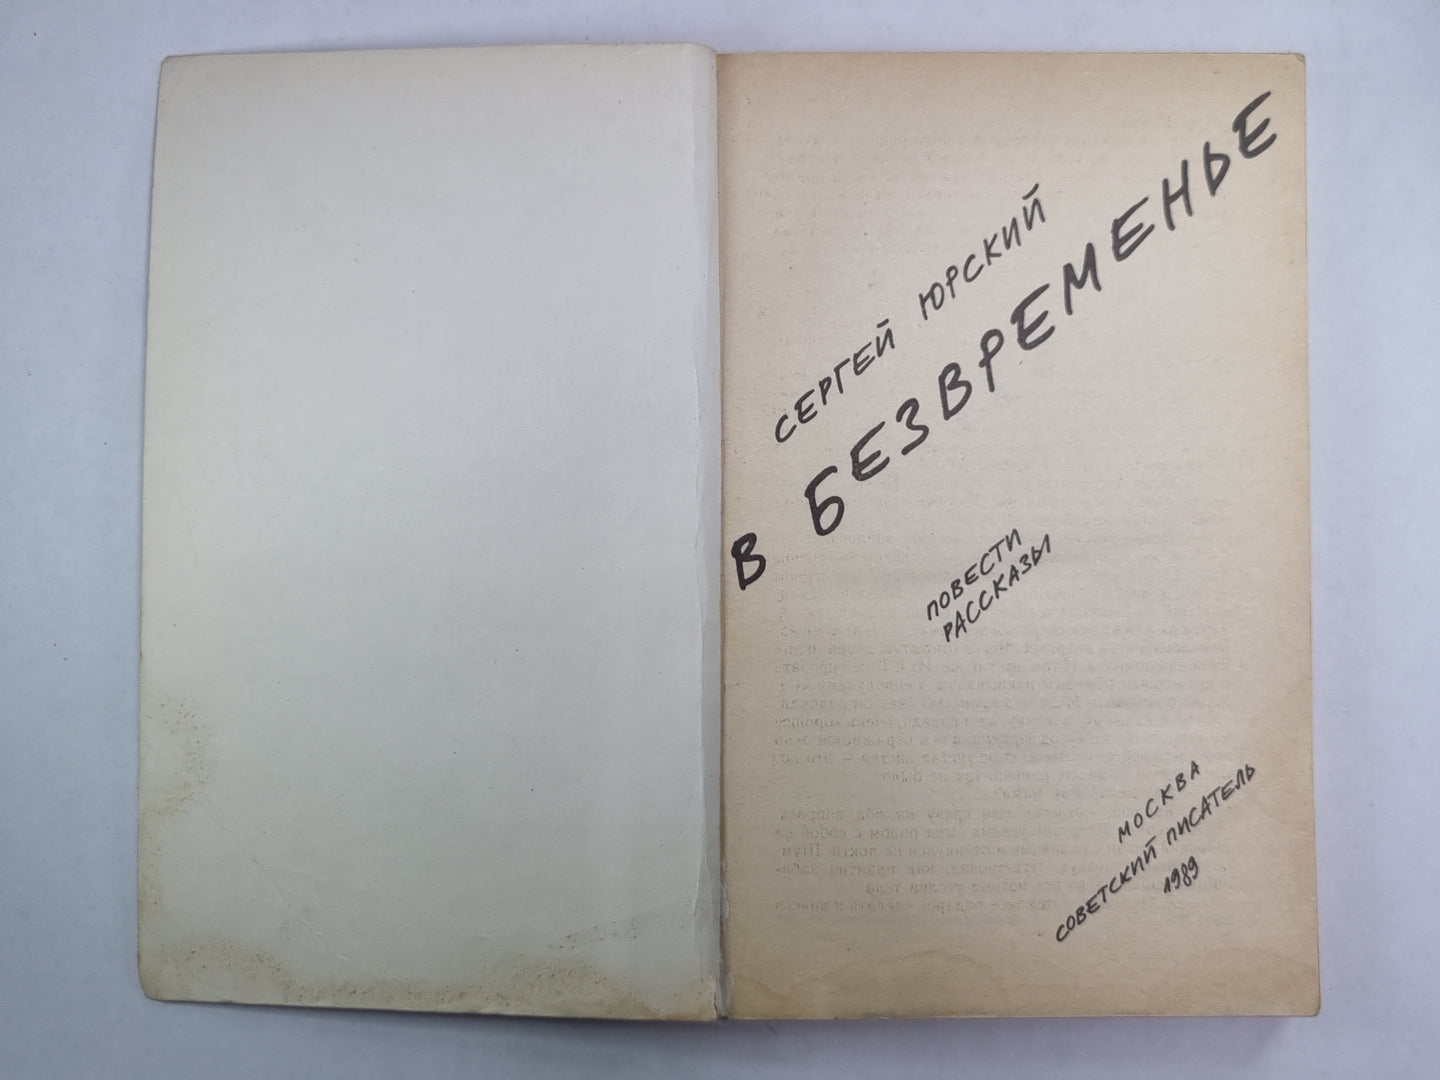 СЕРГЕЙ ЮРСКИЙ
В БЕЗВРЕМЕНЬЕ
ПОВЕСТИ
РАССКАЗЫ
МОСКВА
СОВЕТСКИЙ ПИСАТЕЛЬ
1989